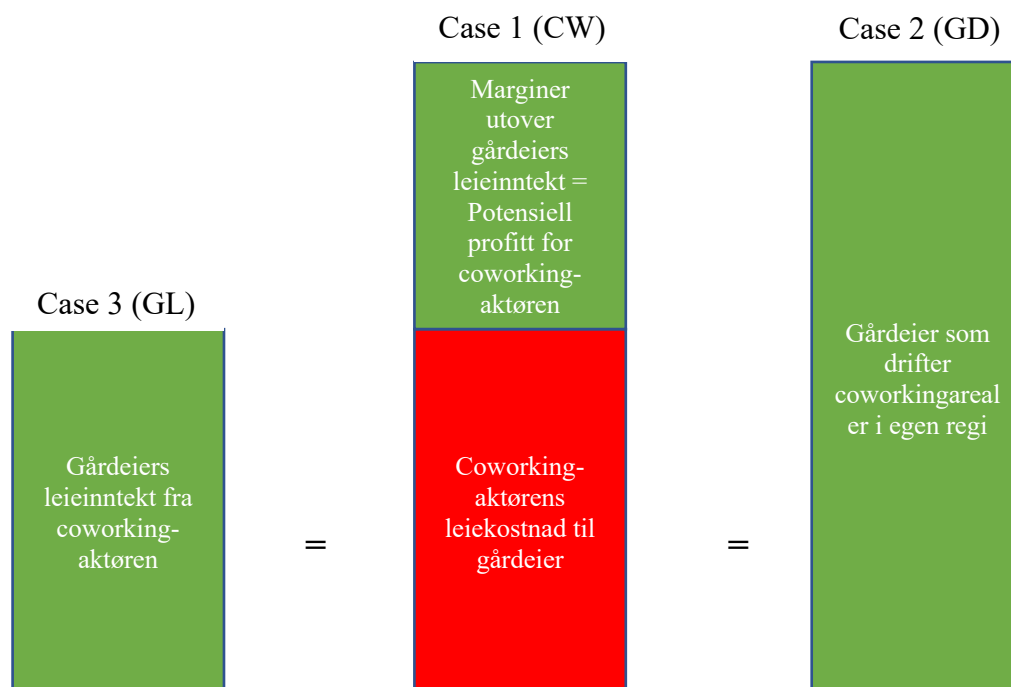 Case 1 (CW)
Case 2 (GD)
Marginer
utover
gårdeiers
leieinntekt =
Potensiell
profitt for
coworking-
aktøren
Case 3 (GL)
Gårdeier som
drifter
coworkingareal
er i egen regi
Gårdeiers
leieinntekt fra
coworking-
aktøren
=
Coworking-
aktørens
leiekostnad til
gårdeier
=